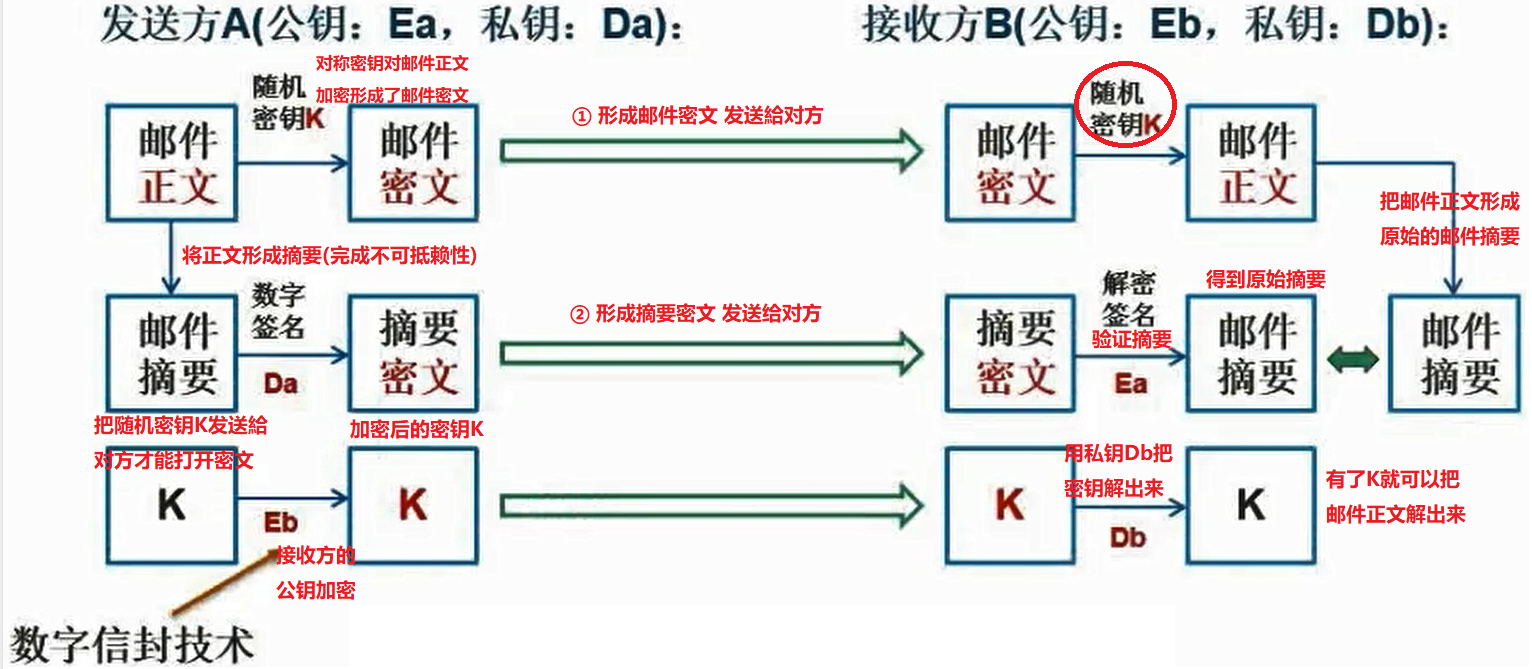 发送方A(公钥：Ea，私钥：Da)：
接收方B(公钥：Eb，私钥：Db)：
随机
密钥K
对称密钥对邮件正文
加密形成了邮件密文
邮件
正文
邮件
密文
① 形成邮件密文 发送給对方
邮件
密文
随机
密钥K
邮件
正文
把邮件正文形成
原始的邮件摘要
将正文形成摘要(完成不可抵赖性)
邮件
摘要
数字
签名
Da
摘要
密文
② 形成摘要密文 发送给对方
摘要
密文
解密
签名
验证摘要
Ea
得到原始摘要
邮件
摘要
邮件
摘要
把随机密钥K发送給
对方才能打开密文
K
Eb
接收方的
公钥加密
加密后的密钥K
K
K
用私钥Db把
密钥解出来
Db
K
有了K就可以把
邮件正文解出来
数字信封技术